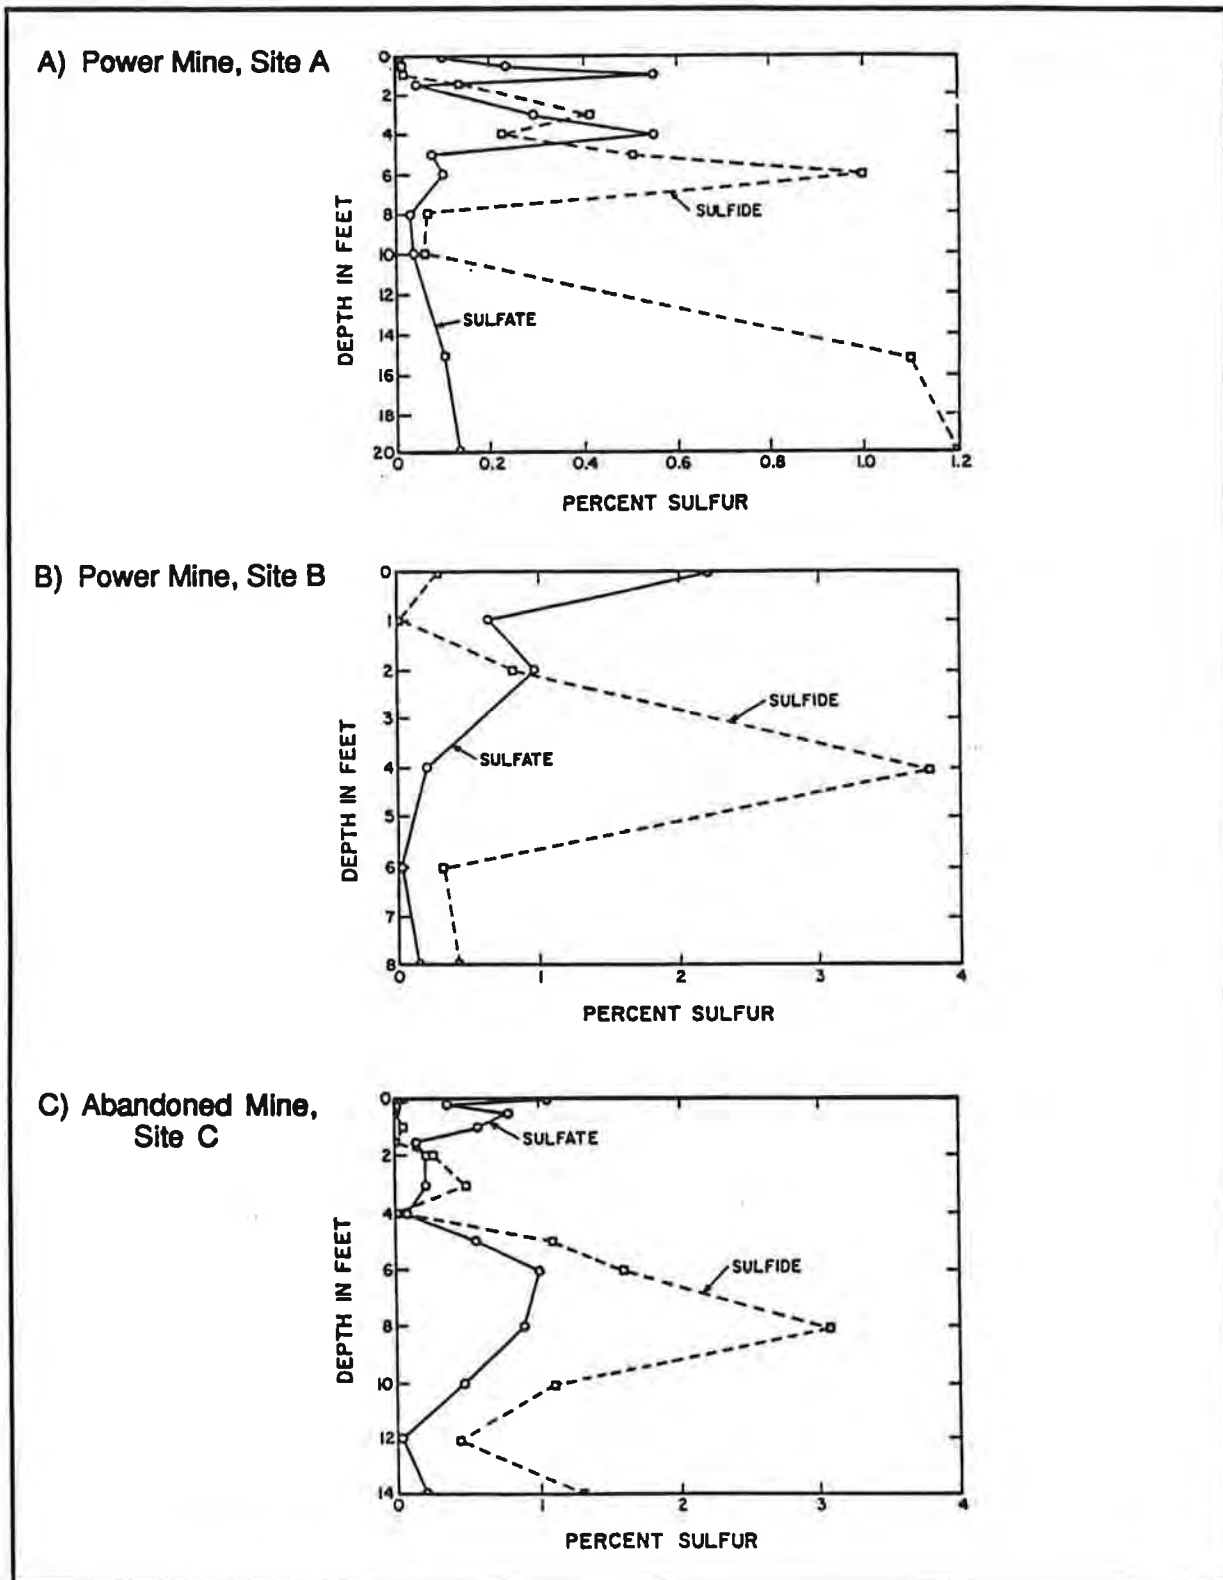 A) Power Mine, Site A
0
2
4
6
8
10
12
14
16
18
20
DEPTH IN FEET
SULFIDE
SULFATE
0 0.2 0.4 0.6 0.8 1.0 1.2
PERCENT SULFUR
B) Power Mine, Site B
0
1
2
3
4
5
6
7
8
DEPTH IN FEET
SULFIDE
SULFATE
0 1 2 3 4
PERCENT SULFUR
C) Abandoned Mine,
Site C
0
2
4
6
8
10
12
14
DEPTH IN FEET
SULFATE
SULFIDE
0 1 2 3 4
PERCENT SULFUR